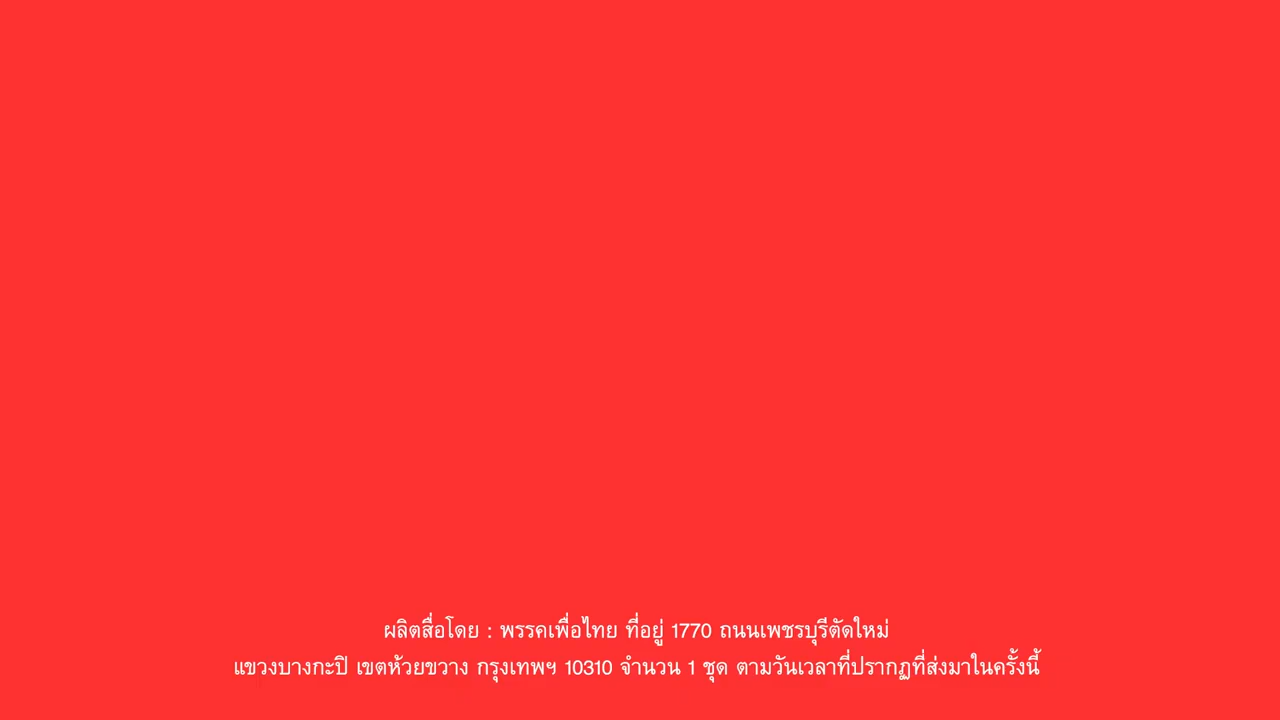 ผลิตสื่อโดย : พรรคเพื่อไทย ที่อยู่ 1770 ถนนเพชรบุรีตัดใหม่
แขวงบางกะปิ เขตห้วยขวาง กรุงเทพฯ 10310 จำนวน 1 ชุด ตามวันเวลาที่ปรากฏที่ส่งมาในครั้งนี้